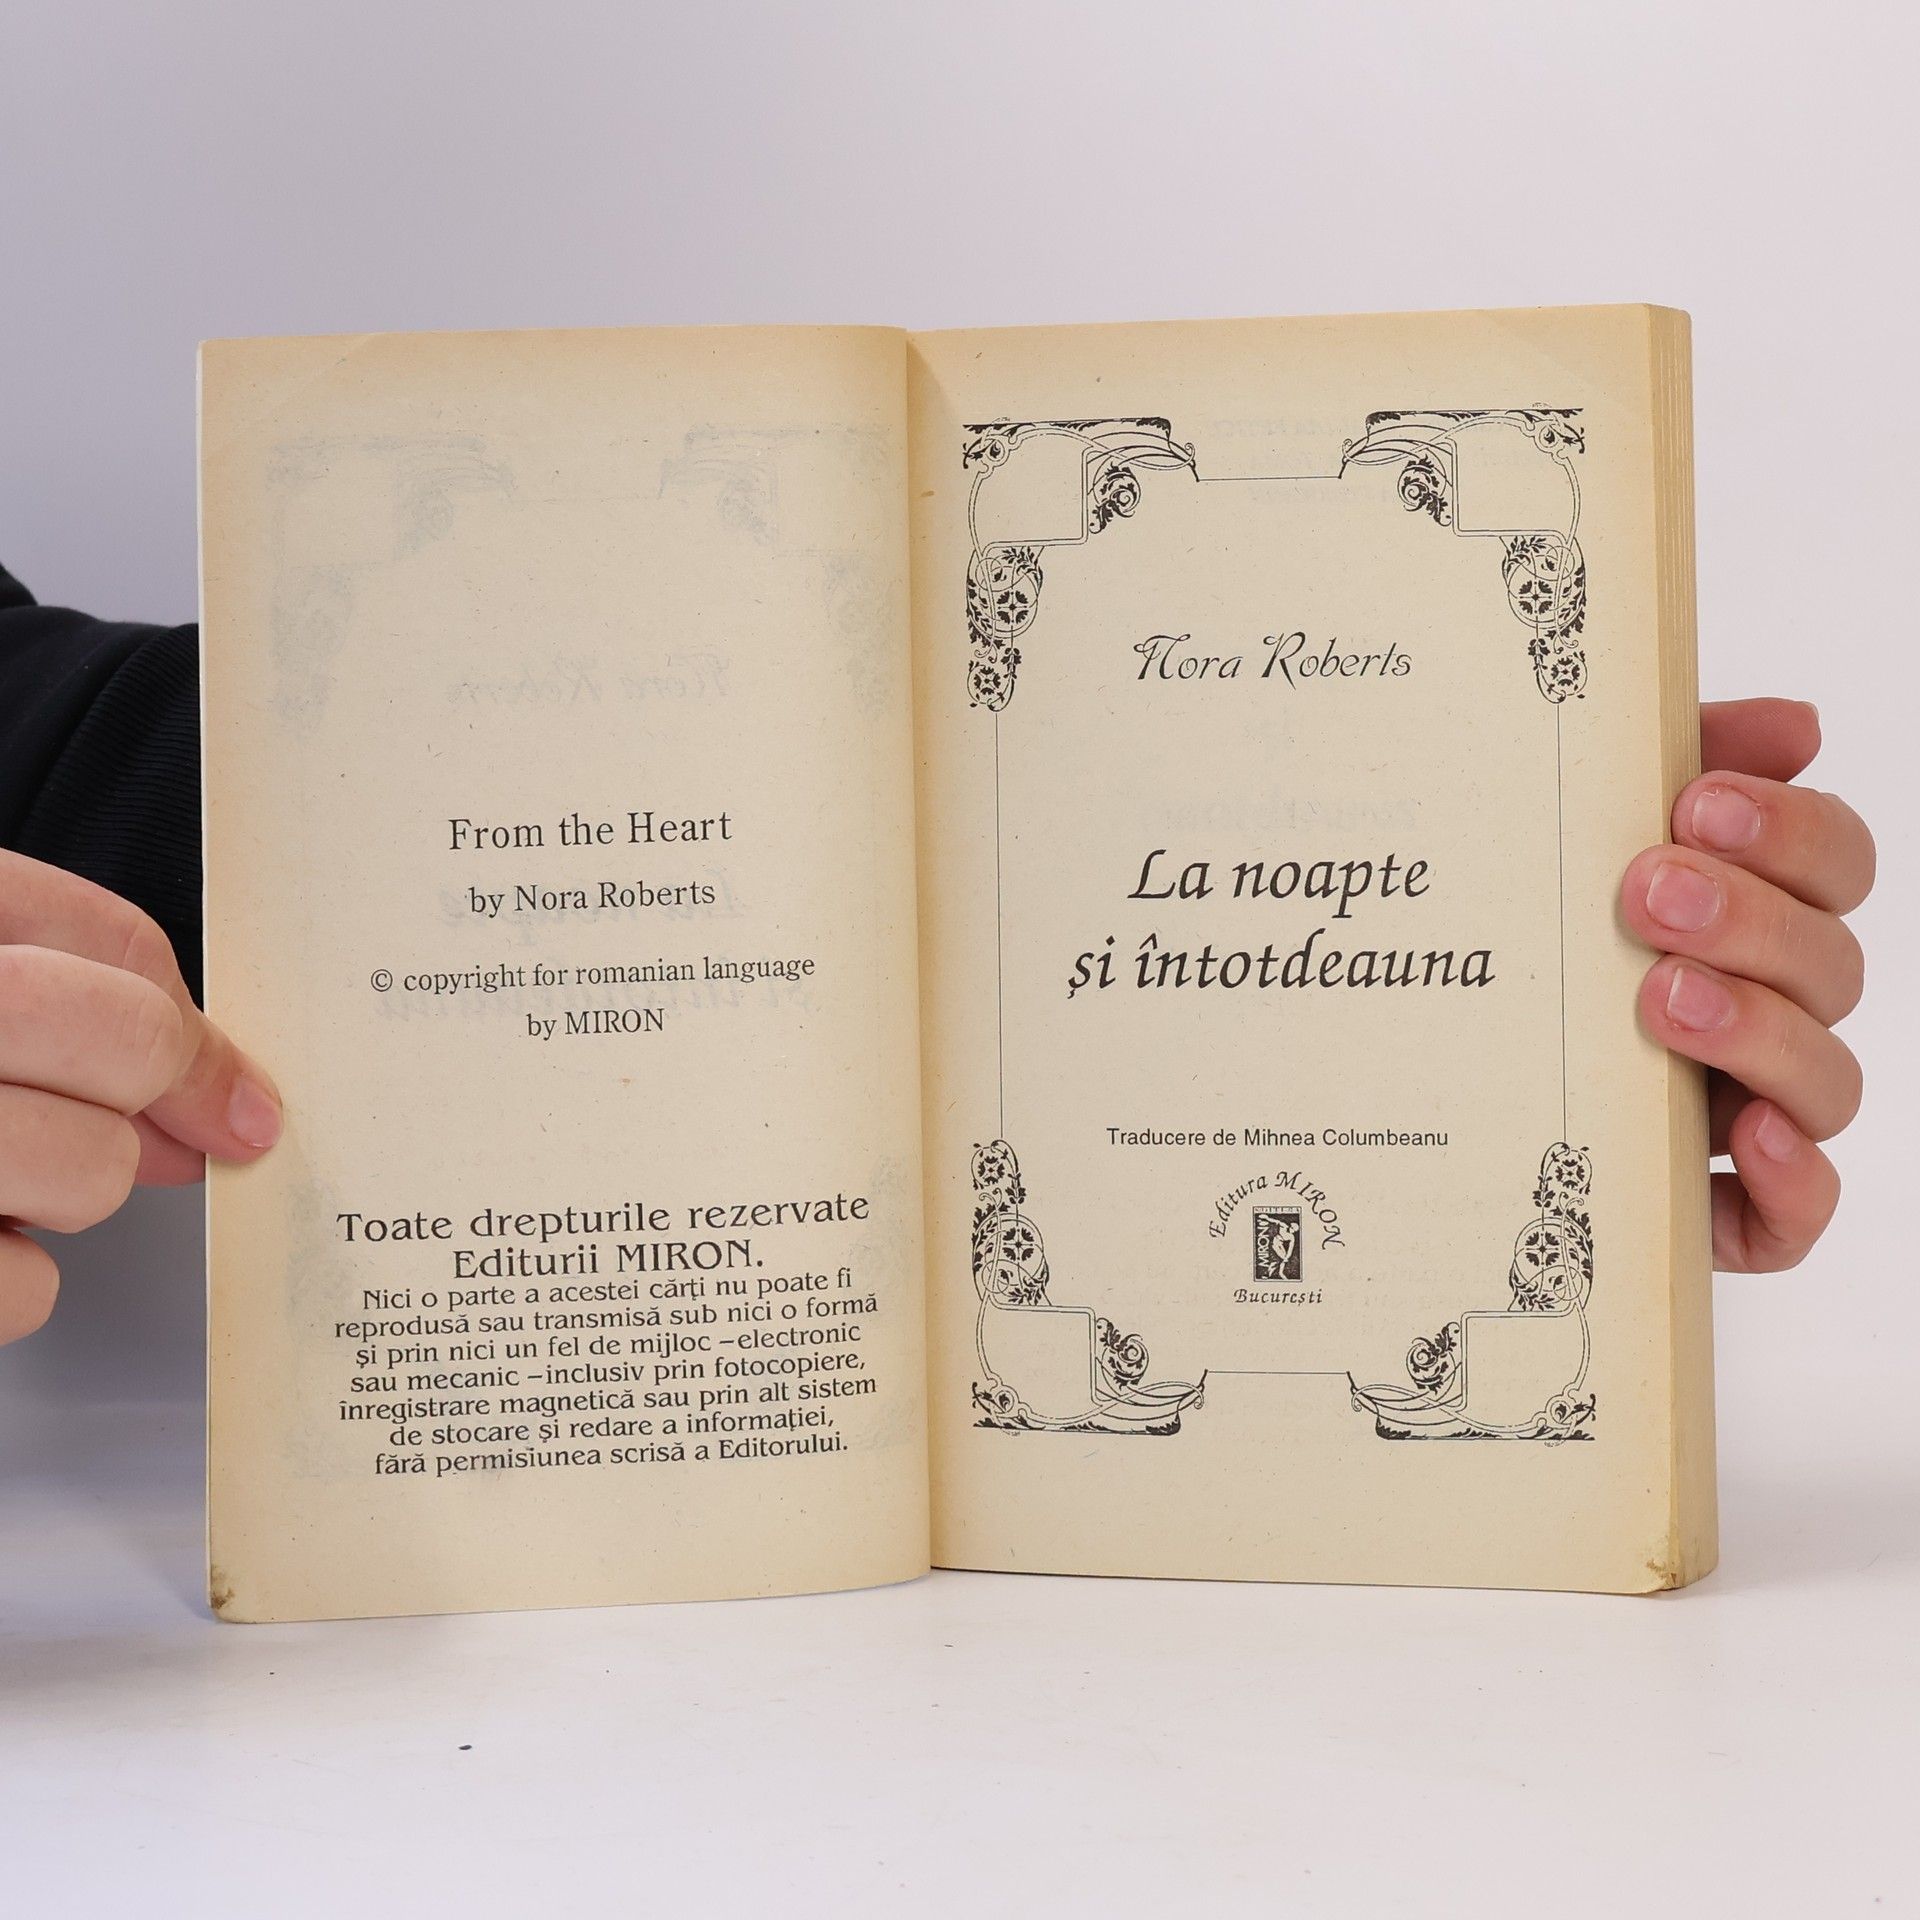 From the Heart
by Nora Roberts
© copyright for romanian language
by MIRON
Toate drepturile rezervate
Editurii MIRON.
Nici o parte a acestei cărţi nu poate fi
reprodusă sau transmisă sub nici o formă
şi prin nici un fel de mijloc –electronic
sau mecanic –inclusiv prin fotocopiere,
înregistrare magnetică sau prin alt sistem
de stocare şi redare a informaţiei,
fără permisiunea scrisă a Editorului.
Nora Roberts
La noapte
şi întotdeauna
Traducere de Mihnea Columbeanu
Editura MIRON
MIRON
Bucureşti